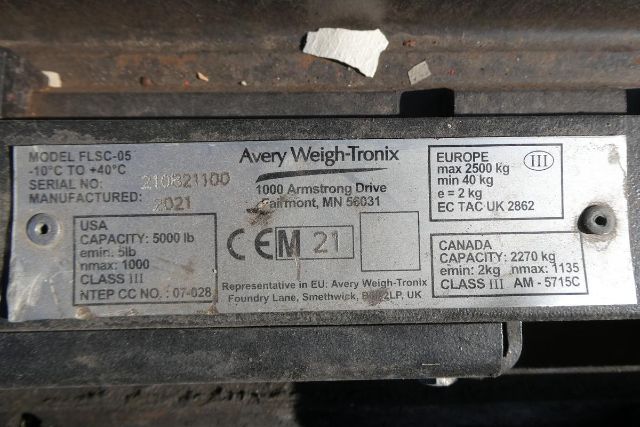 MODEL FLSC-05
-10°C TO +40°C
SERIAL NO: 210821100
MANUFACTURED: 2021
USA
CAPACITY: 5000 lb
emin: 5lb
nmax: 1000
CLASS III
NTEP CC NO. : 07-028
Avery Weigh-Tronix
1000 Armstrong Drive
Fairmont, MN 56031
CE M 21
Representative in EU: Avery Weigh-Tronix
Foundry Lane, Smethwick, UK
EUROPE III
max 2500 kg
min 40 kg
e = 2 kg
EC TAC UK 2862
CANADA
CAPACITY: 2270 kg
emin: 2kg nmax: 1135
CLASS III AM - 5715C